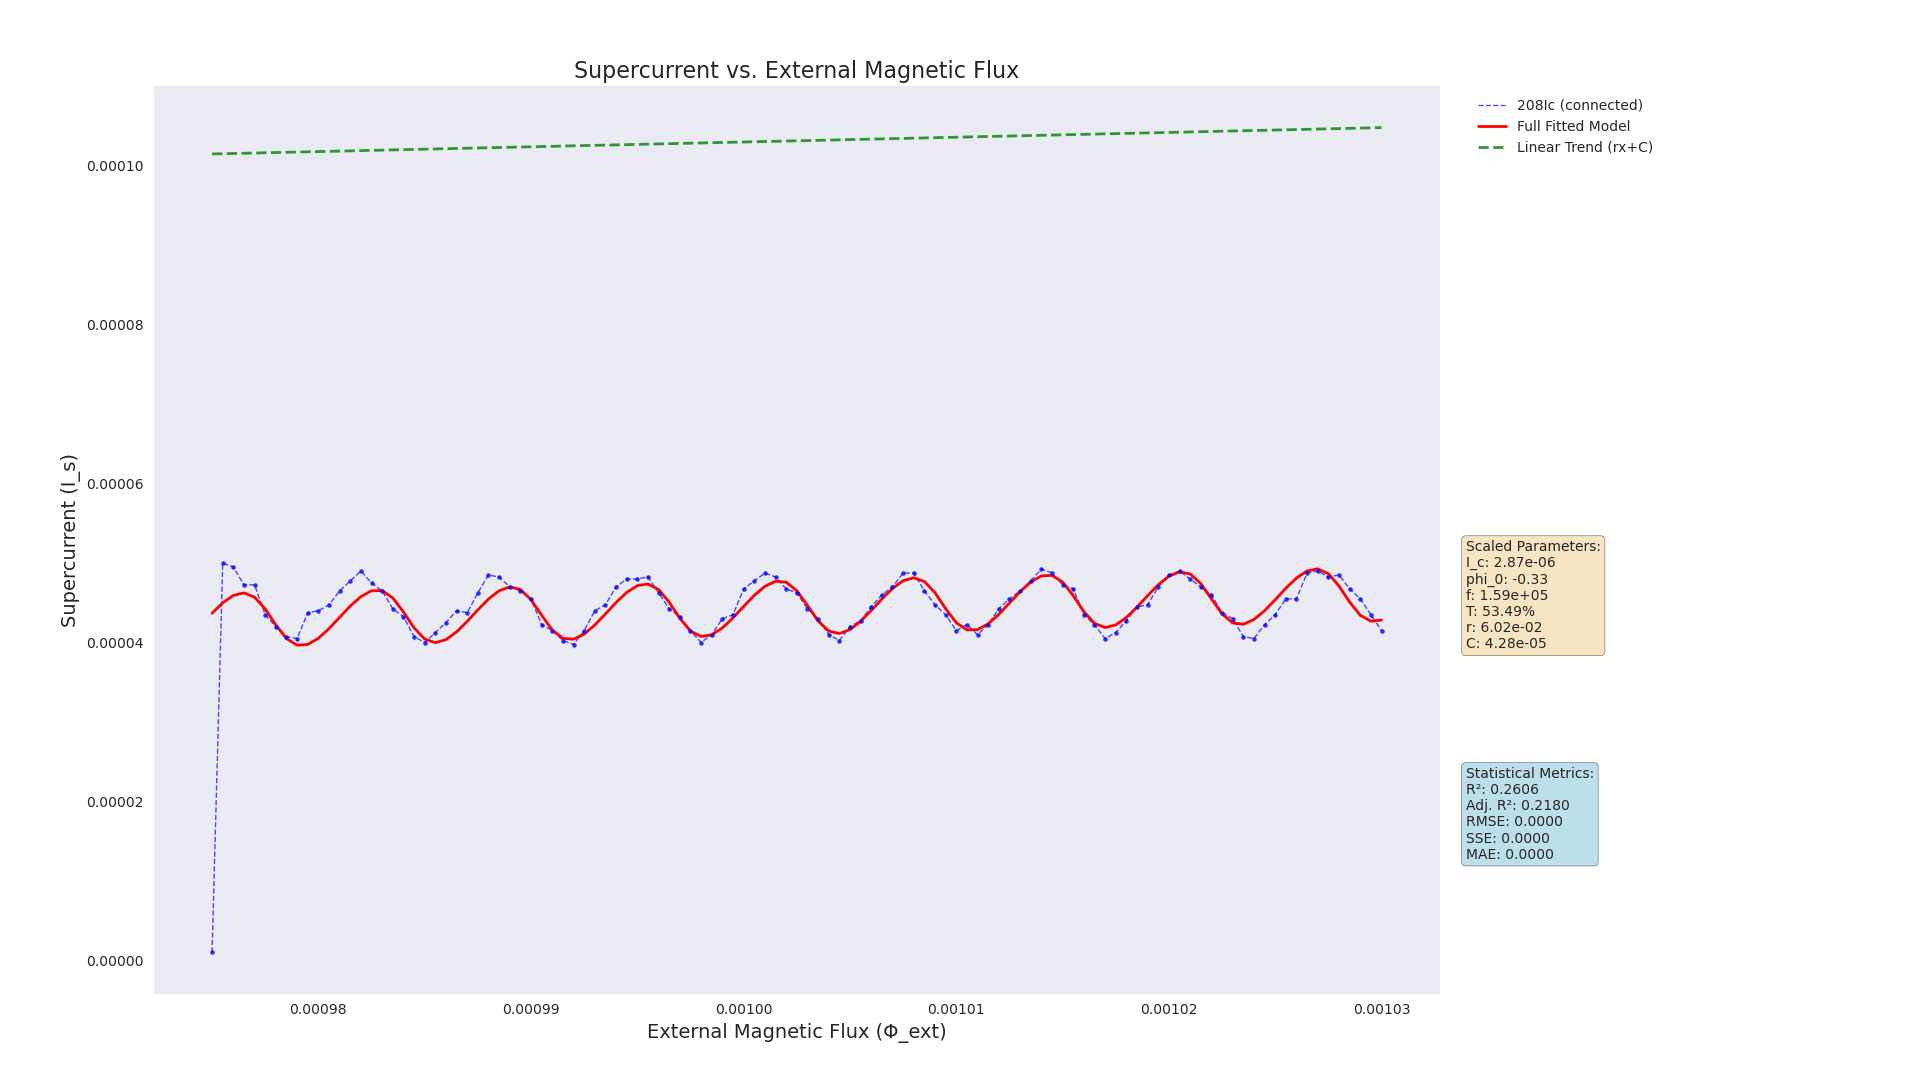 Supercurrent vs. External Magnetic Flux
208Ic (connected)
Full Fitted Model
Linear Trend (rx+C)
0.00010
0.00008
0.00006
0.00004
0.00002
0.00000
Supercurrent (I_s)
Scaled Parameters:
I_c: 2.87e-06
phi_0: -0.33
f: 1.59e+05
T: 53.49%
r: 6.02e-02
C: 4.28e-05
Statistical Metrics:
R²: 0.2606
Adj. R²: 0.2180
RMSE: 0.0000
SSE: 0.0000
MAE: 0.0000
0.00098
0.00099
0.00100
0.00101
0.00102
0.00103
External Magnetic Flux (Φ_ext)